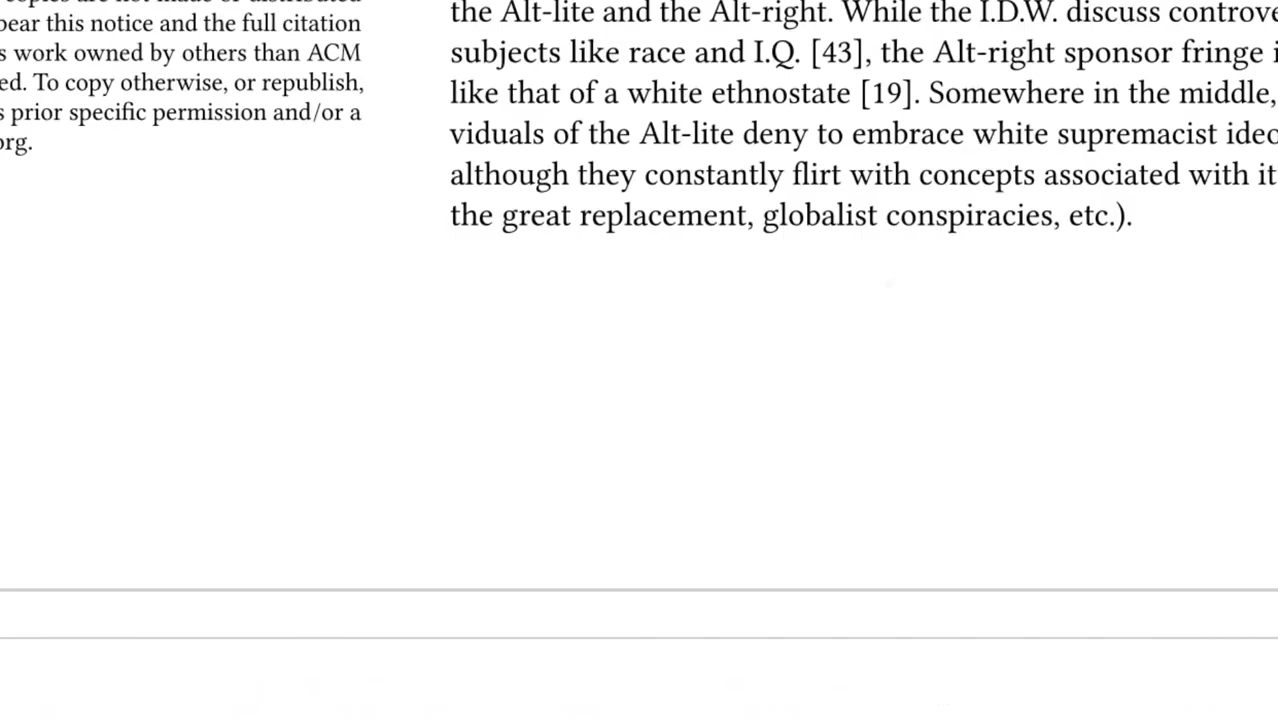 bear this notice and the full citation
work owned by others than ACM
ed. To copy otherwise, or republish,
prior specific permission and/or a
org.
the Alt-lite and the Alt-right. While the I.D.W. discuss
subjects like race and I.Q. [43], the Alt-right sponsor fringe
like that of a white ethnostate [19]. Somewhere in the middle,
viduals of the Alt-lite deny to embrace white supremacist
although they constantly flirt with concepts associated with it
the great replacement, globalist conspiracies, etc.).